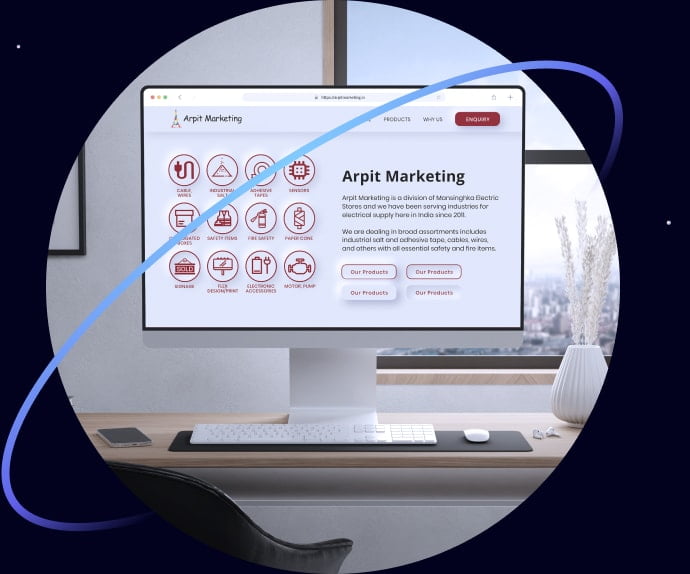 Arpit Marketing
PRODUCTS
WHY US
ENQUIRY
CABLE,
WIRES
INDUSTRIAL
SALT
ADHESIVE
TAPES
SENSORS
BOXES
SAFETY ITEMS
FIRE SAFETY
PAPER CONE
SOLD
SIGNAGE
FLEX
DESIGN/PRINT
ELECTRONIC
ACCESSORIES
MOTOR, PUMP
Arpit Marketing
Arpit Marketing is a division of Mansinghka Electric
Stores and we have been serving industries for
electrical supply here in India since 2011.
We are dealing in broad assortments includes
industrial salt and adhesive tape, cables, wires,
and others with all essential safety and fire items.
Our Products
Our Products
Our Products
Our Products